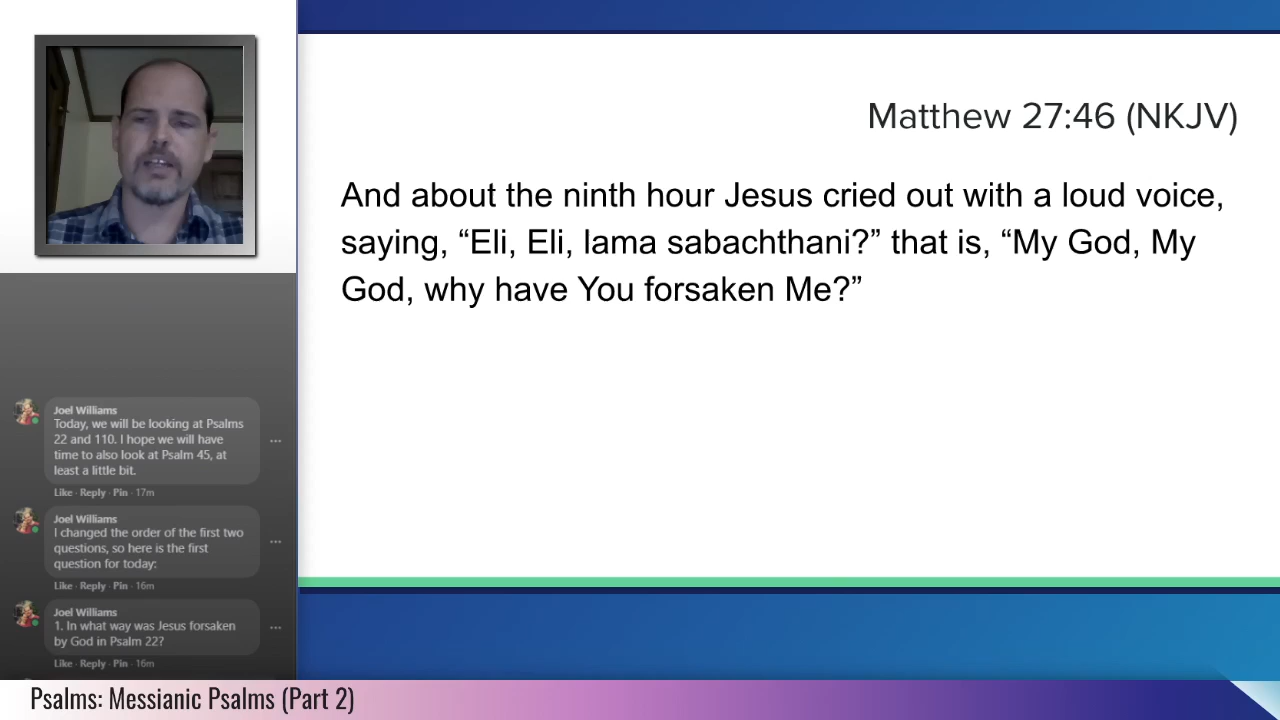 Matthew 27:46 (NKJV)
And about the ninth hour Jesus cried out with a loud voice,
saying, “Eli, Eli, lama sabachthani?” that is, “My God, My
God, why have You forsaken Me?”
Joel Williams
Today, we will be looking at Psalms
22 and 110. I hope we will have
time to also look at Psalm 45, at
least a little bit.
Like · Reply · Pin · 17m
Joel Williams
I changed the order of the first two
questions, so here is the first
question for today:
Like · Reply · Pin · 16m
Joel Williams
1. In what way was Jesus forsaken
by God in Psalm 22?
Like · Reply · Pin · 16m
Psalms: Messianic Psalms (Part 2)